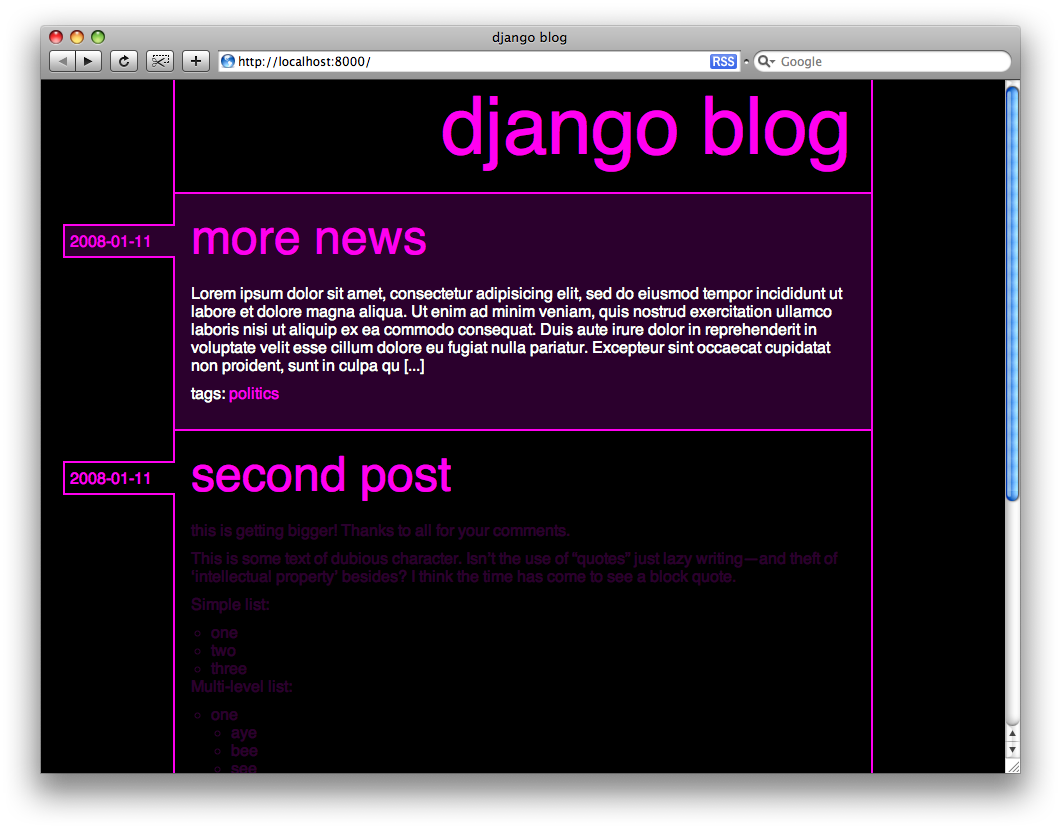 django blog
http://localhost:8000/
RSS
Google
django blog
2008-01-11
more news
Lorem ipsum dolor sit amet, consectetur adipisicing elit, sed do eiusmod tempor incididunt ut
labore et dolore magna aliqua. Ut enim ad minim veniam, quis nostrud exercitation ullamco
laboris nisi ut aliquip ex ea commodo consequat. Duis aute irure dolor in reprehenderit in
voluptate velit esse cillum dolore eu fugiat nulla pariatur. Excepteur sint occaecat cupidatat
non proident, sunt in culpa qu [...]
tags: politics
2008-01-11
second post
this is getting bigger! Thanks to all for your comments.
This is some text of dubious character. Isn't the use of “quotes” just lazy writing—and theft of
‘intellectual property’ besides? I think the time has come to see a block quote.
Simple list:
one
two
three
Multi-level list:
one
aye
bee
see